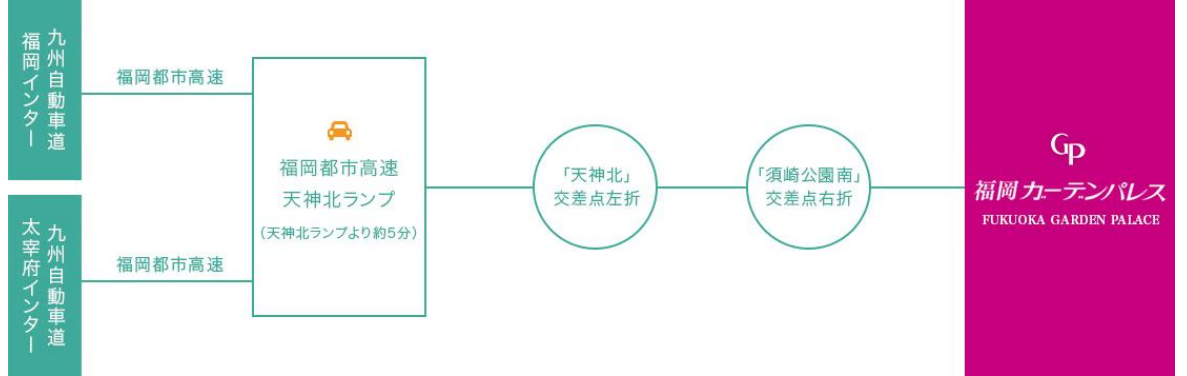 九州自動車道
福岡インター
福岡都市高速
九州自動車道
太宰府インター
福岡都市高速
福岡都市高速
天神北ランプ
(天神北ランプより約5分)
「天神北」
交差点左折
「須崎公園南」
交差点右折
GP
福岡ガーデンパレス
FUKUOKA GARDEN PALACE